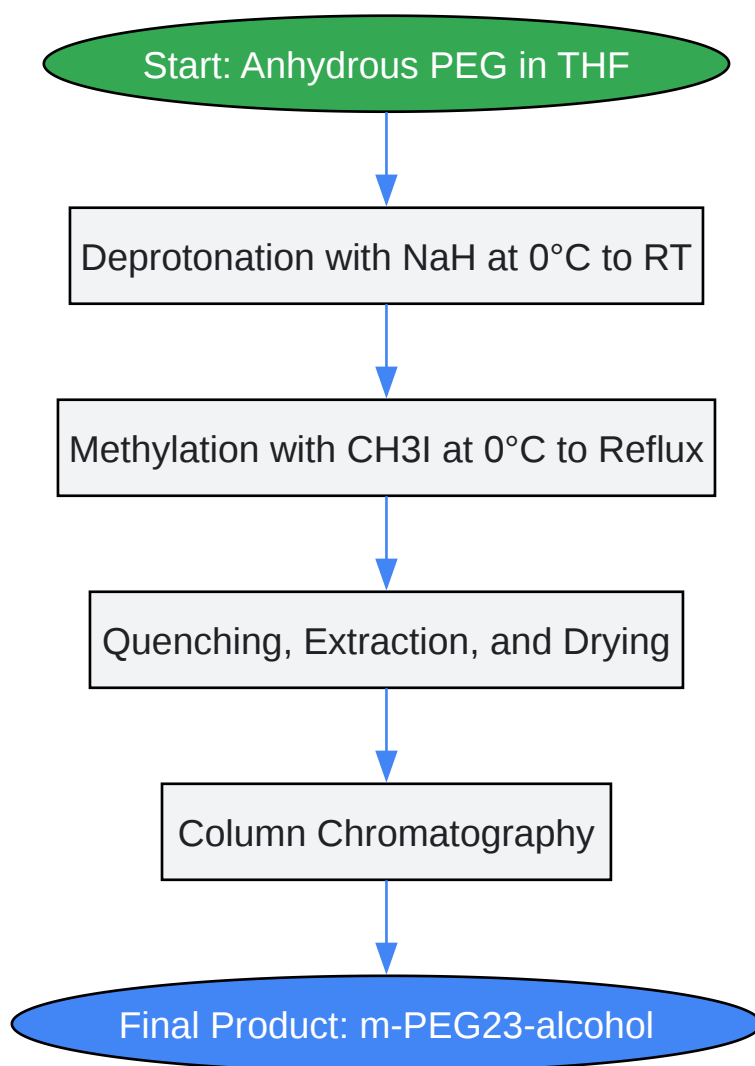 Start: Anhydrous PEG in THF
Deprotonation with NaH at 0°C to RT
Methylation with CH3I at 0°C to Reflux
Quenching, Extraction, and Drying
Column Chromatography
Final Product: m-PEG23-alcohol